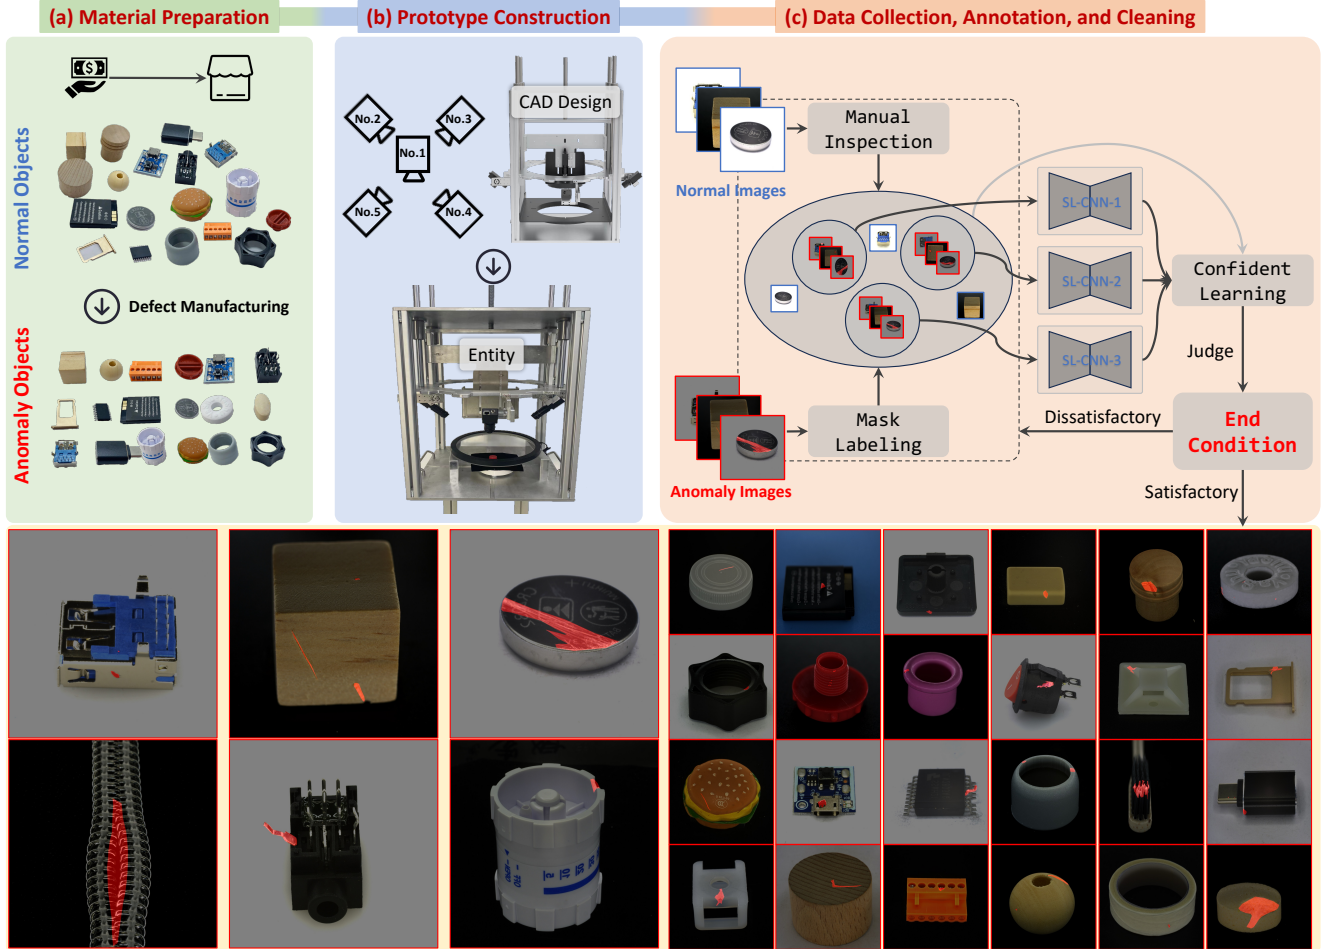 (a) Material Preparation
(b) Prototype Construction
(c) Data Collection, Annotation, and Cleaning
Normal Objects
Defect Manufacturing
Anomaly Objects
No.2
No.3
No.1
No.5
No.4
CAD Design
Entity
Normal Images
Manual
Inspection
SL-CNN-1
SL-CNN-2
SL-CNN-3
Confident
Learning
Judge
Anomaly Images
Mask
Labeling
Dissatisfactory
End
Condition
Satisfactory